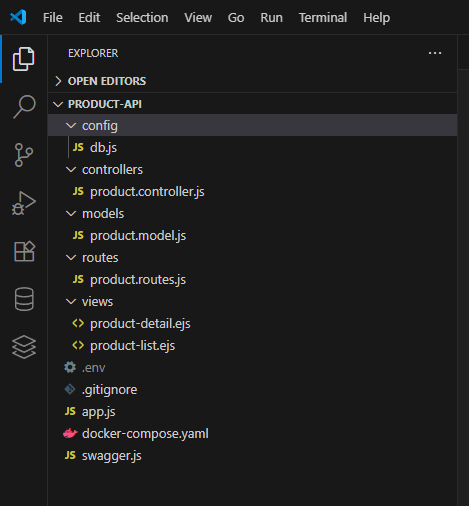 File Edit Selection View Go Run Terminal Help
EXPLORER ...
OPEN EDITORS
PRODUCT-API
config
JS db.js
controllers
JS product.controller.js
models
JS product.model.js
routes
JS product.routes.js
views
<> product-detail.ejs
<> product-list.ejs
.env
.gitignore
JS app.js
docker-compose.yaml
JS swagger.js